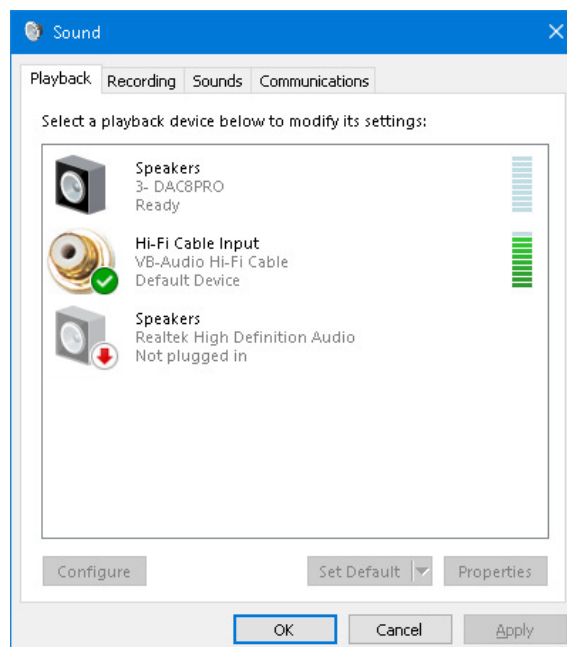 Sound
Playback Recording Sounds Communications
Select a playback device below to modify its settings:
Speakers
3- DAC8PRO
Ready
Hi-Fi Cable Input
VB-Audio Hi-Fi Cable
Default Device
Speakers
Realtek High Definition Audio
Not plugged in
Configure Set Default Properties
OK Cancel Apply